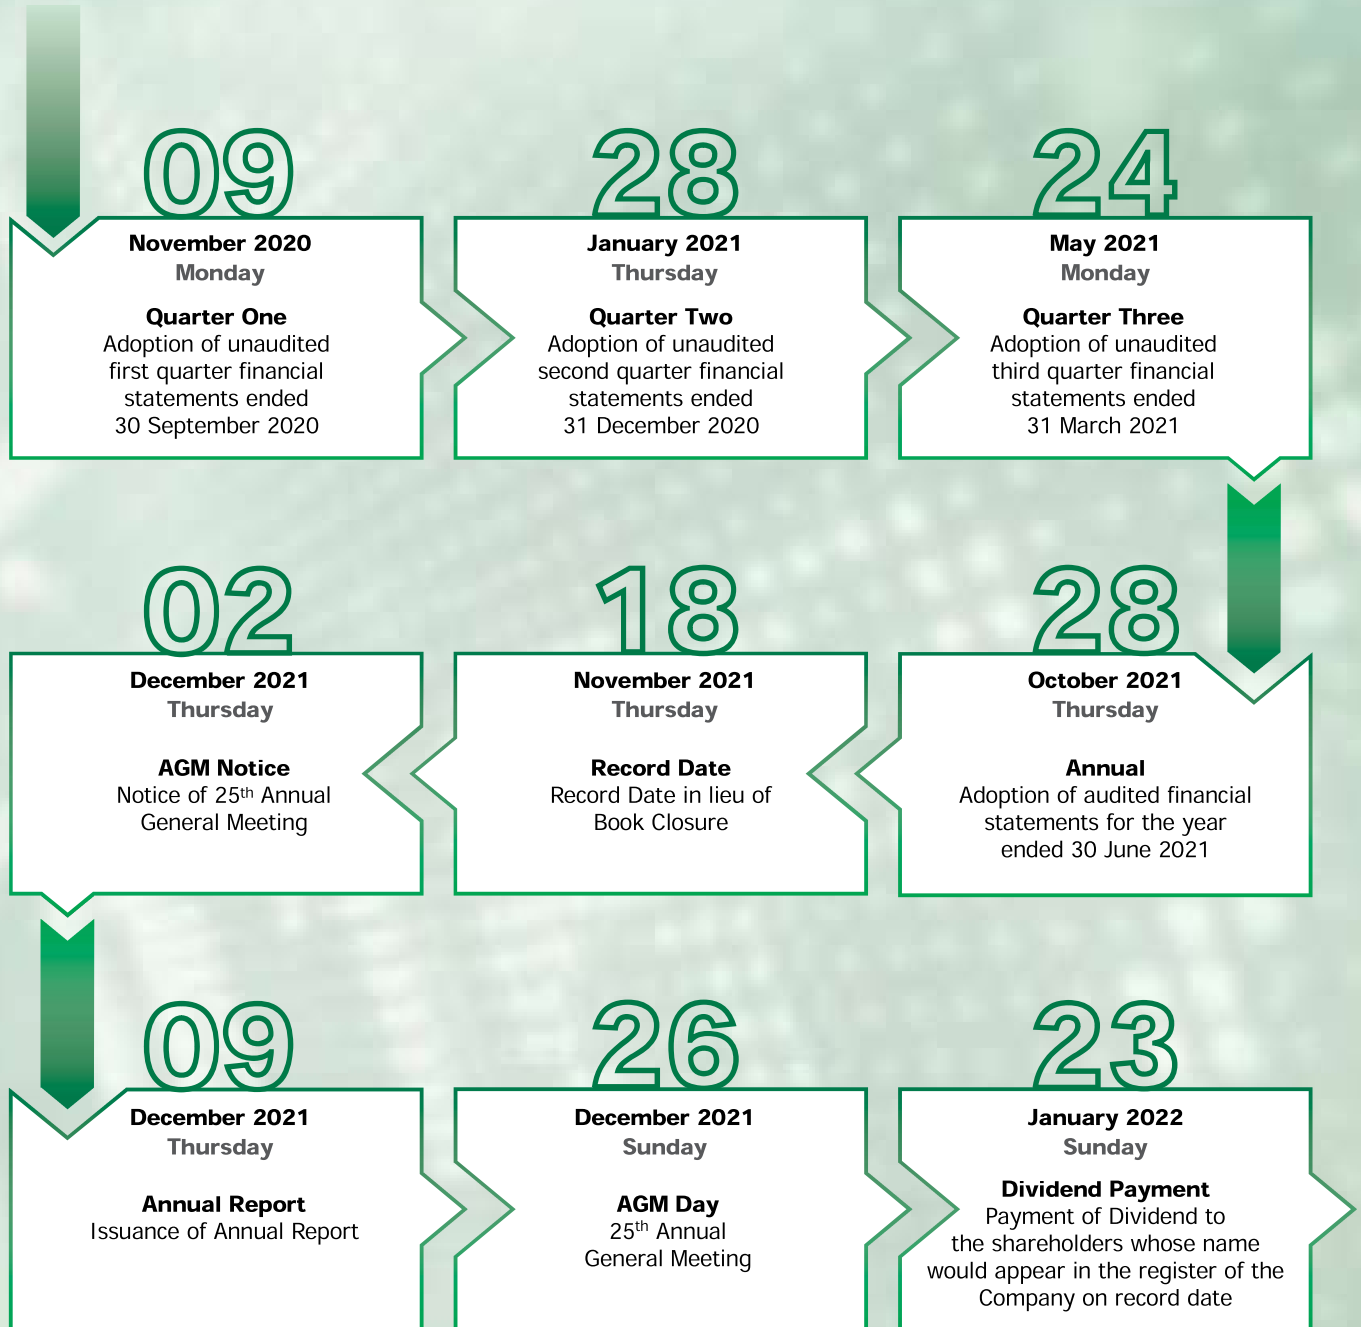 09
November 2020
Monday
Quarter One
Adoption of unaudited
first quarter financial
statements ended
30 September 2020
28
January 2021
Thursday
Quarter Two
Adoption of unaudited
second quarter financial
statements ended
31 December 2020
24
May 2021
Monday
Quarter Three
Adoption of unaudited
third quarter financial
statements ended
31 March 2021
28
October 2021
Thursday
Annual
Adoption of audited financial
statements for the year
ended 30 June 2021
18
November 2021
Thursday
Record Date
Record Date in lieu of
Book Closure
02
December 2021
Thursday
AGM Notice
Notice of 25th Annual
General Meeting
09
December 2021
Thursday
Annual Report
Issuance of Annual Report
26
December 2021
Sunday
AGM Day
25th Annual
General Meeting
23
January 2022
Sunday
Dividend Payment
Payment of Dividend to
the shareholders whose name
would appear in the register of the
Company on record date